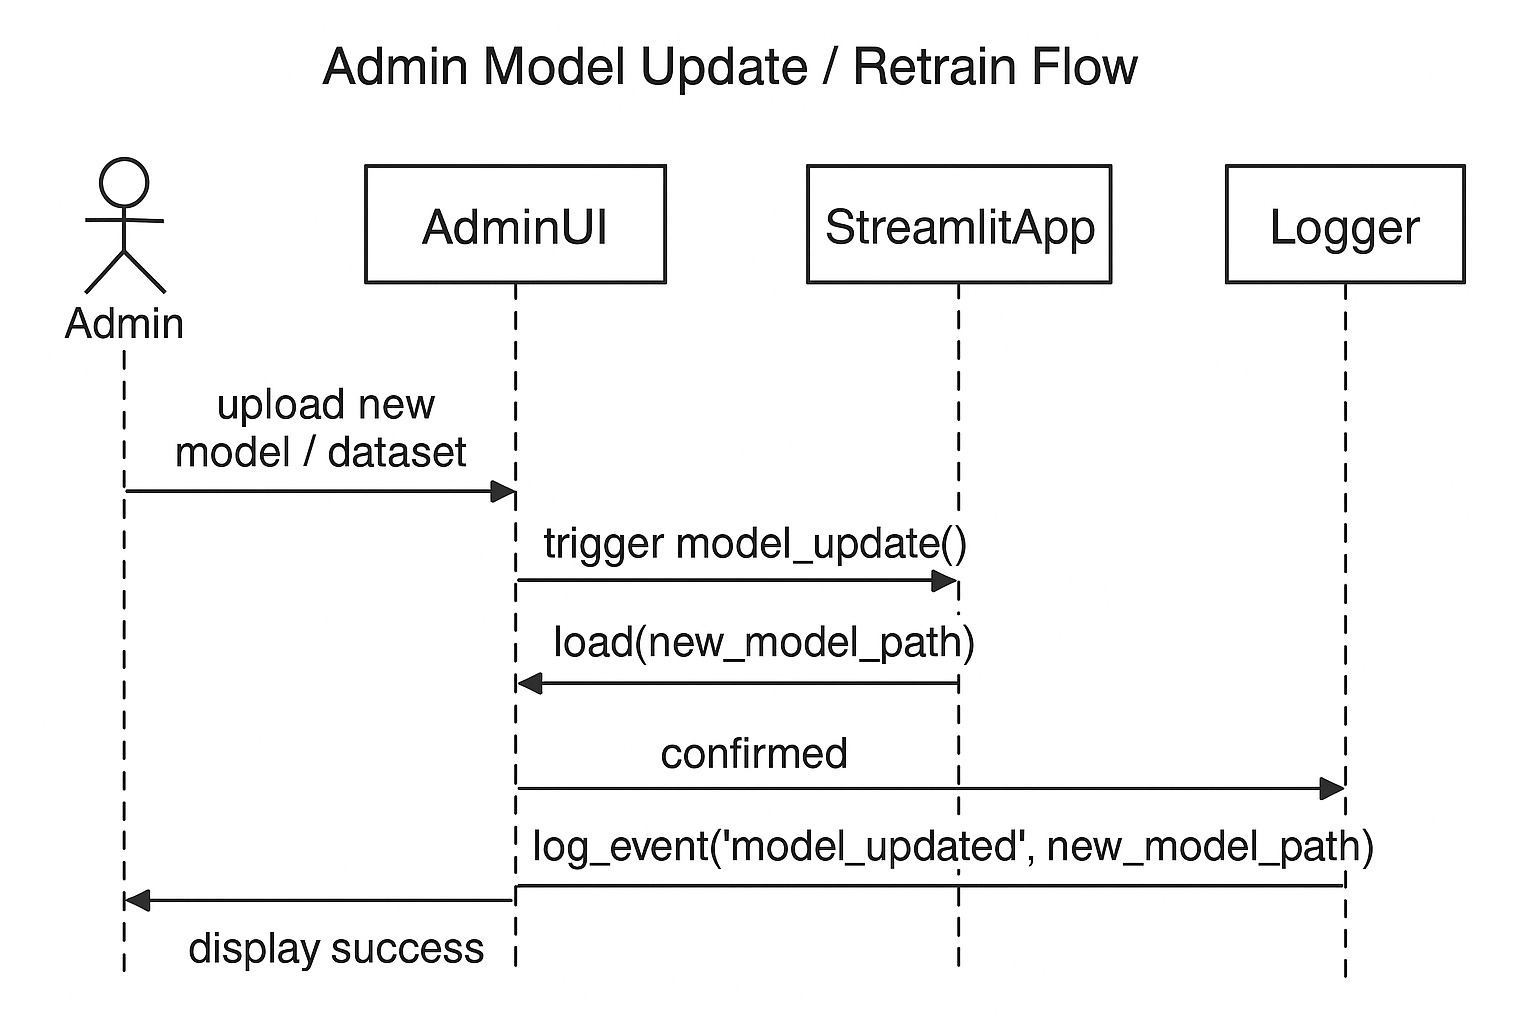 Admin Model Update / Retrain Flow
Admin
AdminUI
StreamlitApp
Logger
upload new
model / dataset
trigger model_update()
load(new_model_path)
confirmed
log_event('model_updated', new_model_path)
display success